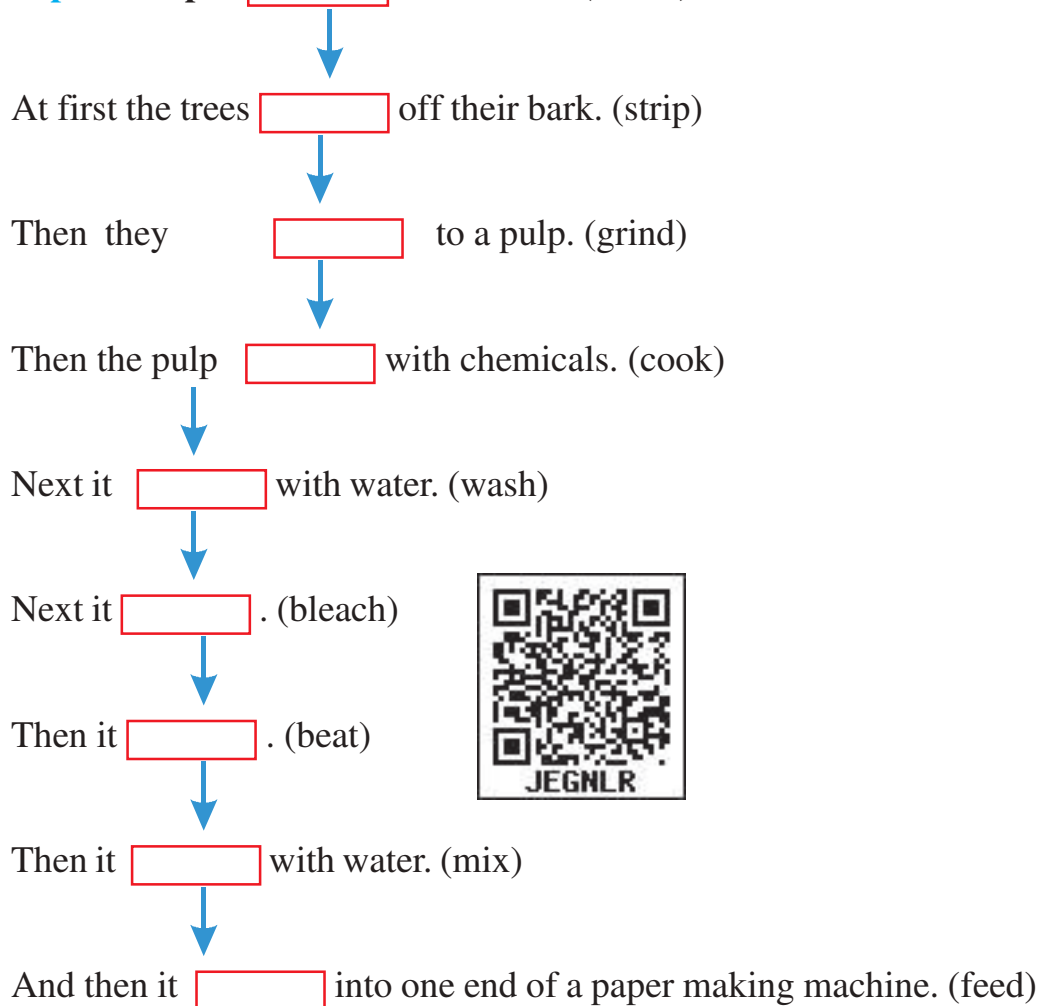 At first the trees off their bark. (strip)
Then they to a pulp. (grind)
Then the pulp with chemicals. (cook)
Next it with water. (wash)
Next it . (bleach)
Then it . (beat)
JEGNLR
Then it with water. (mix)
And then it into one end of a paper making machine. (feed)